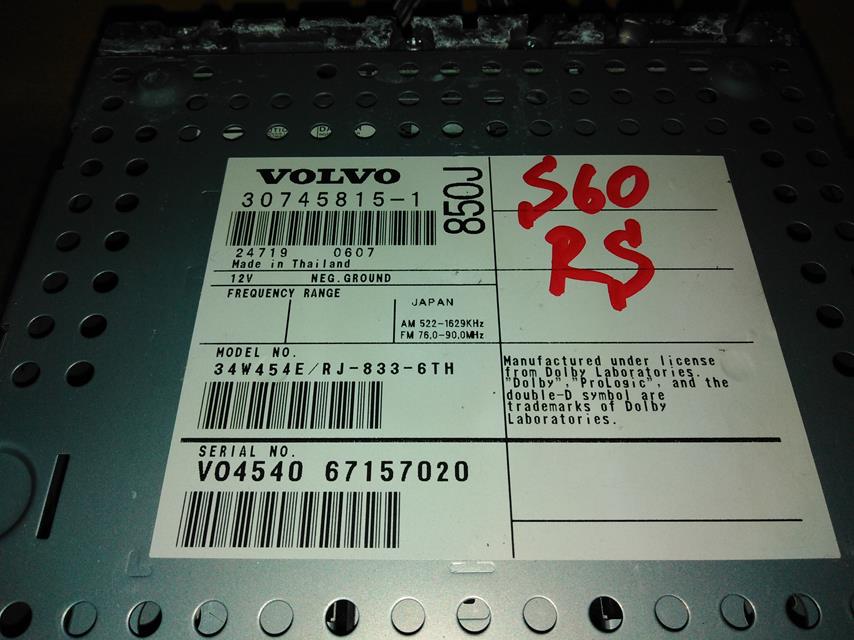 VOLVO
30745815-1
850J
24719 0607
Made in Thailand
12V NEG.GROUND
FREQUENCY RANGE
JAPAN
AM 522-1629KHz
FM 76.0-90.0MHz
MODEL NO.
34W454E/RJ-833-6TH
SERIAL NO.
V04540 67157020
S60
RS
Manufactured under license
from Dolby Laboratories.
"Dolby","ProLogic", and the
double-D symbol are
trademarks of Dolby
Laboratories.